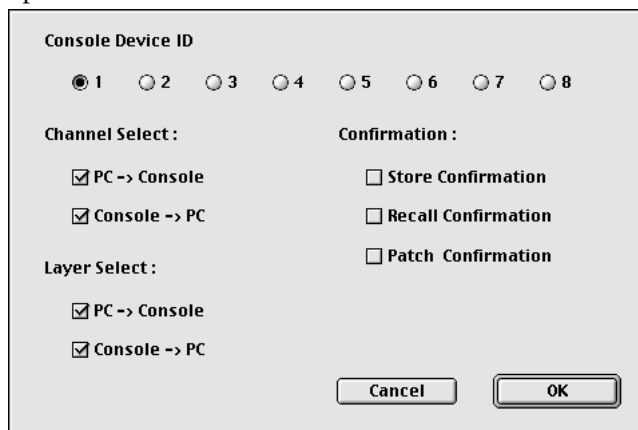 Console Device ID
1 2 3 4 5 6 7 8
Channel Select :
PC -> Console
Console -> PC
Layer Select :
PC -> Console
Console -> PC
Confirmation :
Store Confirmation
Recall Confirmation
Patch Confirmation
Cancel OK